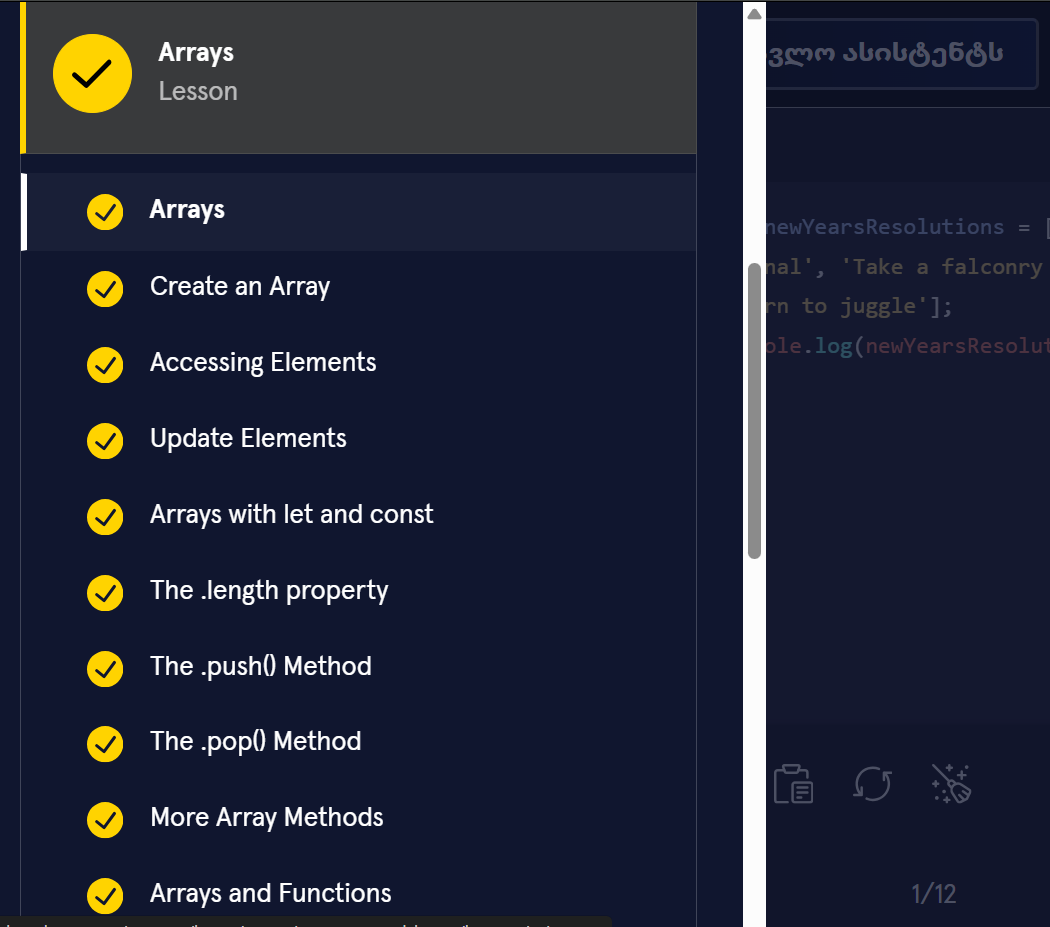 Arrays
Lesson
Arrays
Create an Array
Accessing Elements
Update Elements
Arrays with let and const
The .length property
The .push() Method
The .pop() Method
More Array Methods
Arrays and Functions
ვლო ასისტენტს
newYearsResolutions = [
nal', 'Take a falconry
rn to juggle'];
ole.log(newYearsResolut
1/12